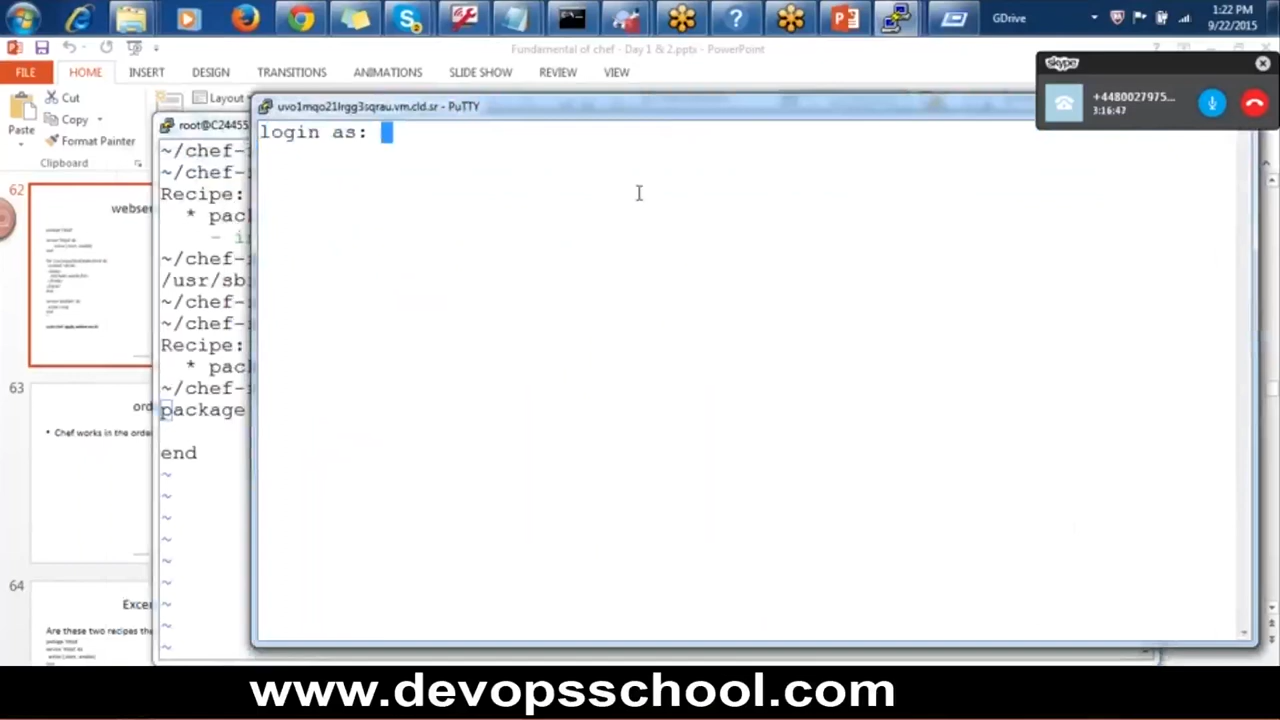 GDrive
1:22 PM
9/22/2015
Fundamental of chef - Day 1 & 2.pptx - PowerPoint
FILE
HOME
INSERT
DESIGN
TRANSITIONS
ANIMATIONS
SLIDE SHOW
REVIEW
VIEW
skype
+4480027975...
3:16:47
Paste
Cut
Copy
Format Painter
Layout
Clipboard
uvo1mqo21lrgg3sqrau.vm.cld.sr - PuTTY
login as:
root@C24455
~/chef-
~/chef-
Recipe:
* pac
- i
~/chef-
/usr/sb
~/chef-
~/chef-
Recipe:
* pac
~/chef-
package
end
~
~
~
~
~
~
~
~
~
62
webser
63
ord
• Chef works in the orde
64
Exce
Are these two recipes the
www.devopsschool.com